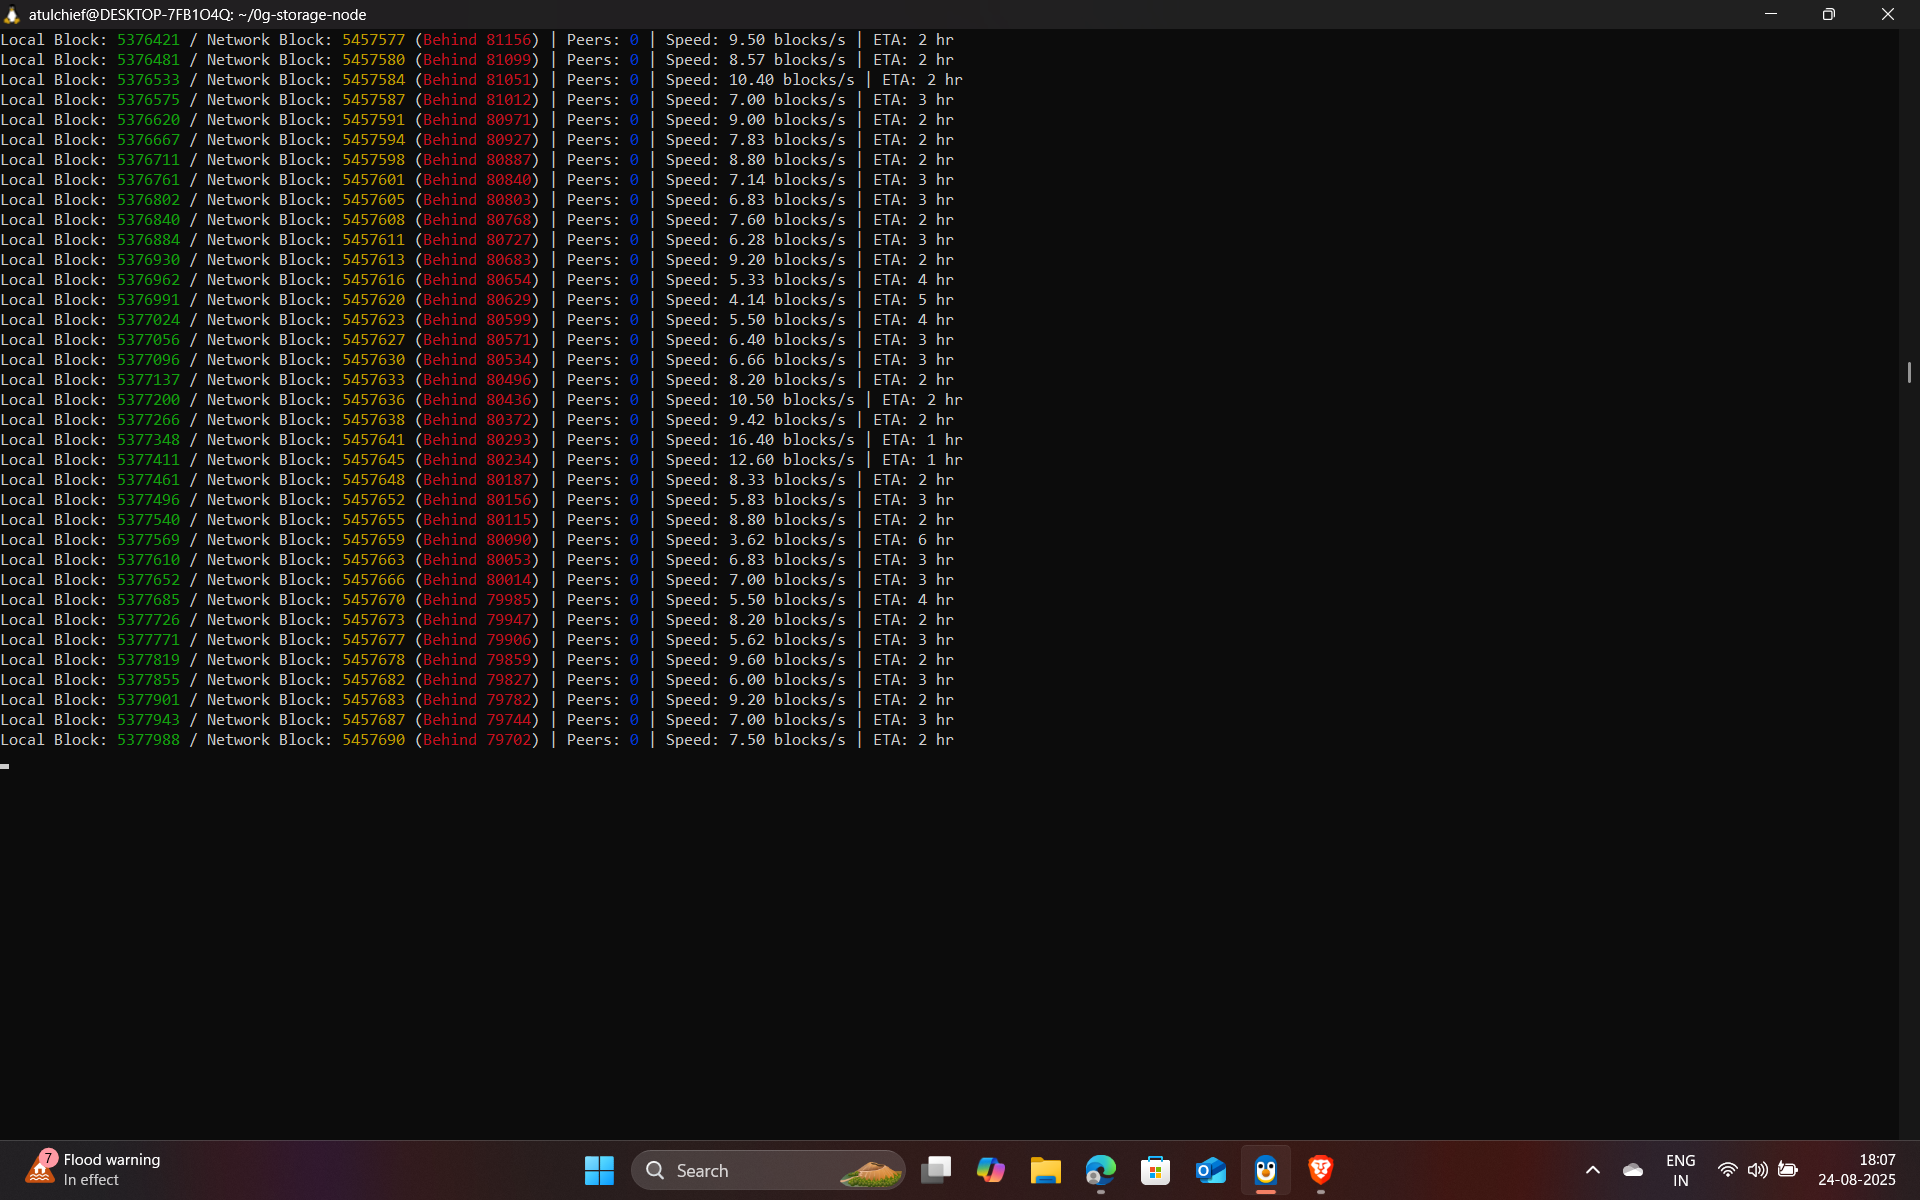 atulchief@DESKTOP-7FB1O4Q: ~/0g-storage-node
Local Block: 5376421 / Network Block: 5457577 (Behind 81156) | Peers: 0 | Speed: 9.50 blocks/s | ETA: 2 hr
Local Block: 5376481 / Network Block: 5457580 (Behind 81099) | Peers: 0 | Speed: 8.57 blocks/s | ETA: 2 hr
Local Block: 5376533 / Network Block: 5457584 (Behind 81051) | Peers: 0 | Speed: 10.40 blocks/s | ETA: 2 hr
Local Block: 5376575 / Network Block: 5457587 (Behind 81012) | Peers: 0 | Speed: 7.00 blocks/s | ETA: 3 hr
Local Block: 5376620 / Network Block: 5457591 (Behind 80971) | Peers: 0 | Speed: 9.00 blocks/s | ETA: 2 hr
Local Block: 5376667 / Network Block: 5457594 (Behind 80927) | Peers: 0 | Speed: 7.83 blocks/s | ETA: 2 hr
Local Block: 5376711 / Network Block: 5457598 (Behind 80887) | Peers: 0 | Speed: 8.80 blocks/s | ETA: 2 hr
Local Block: 5376761 / Network Block: 5457601 (Behind 80840) | Peers: 0 | Speed: 7.14 blocks/s | ETA: 3 hr
Local Block: 5376802 / Network Block: 5457605 (Behind 80803) | Peers: 0 | Speed: 6.83 blocks/s | ETA: 3 hr
Local Block: 5376840 / Network Block: 5457608 (Behind 80768) | Peers: 0 | Speed: 7.60 blocks/s | ETA: 2 hr
Local Block: 5376884 / Network Block: 5457611 (Behind 80727) | Peers: 0 | Speed: 6.28 blocks/s | ETA: 3 hr
Local Block: 5376930 / Network Block: 5457613 (Behind 80683) | Peers: 0 | Speed: 9.20 blocks/s | ETA: 2 hr
Local Block: 5376962 / Network Block: 5457616 (Behind 80654) | Peers: 0 | Speed: 5.33 blocks/s | ETA: 4 hr
Local Block: 5376991 / Network Block: 5457620 (Behind 80629) | Peers: 0 | Speed: 4.14 blocks/s | ETA: 5 hr
Local Block: 5377024 / Network Block: 5457623 (Behind 80599) | Peers: 0 | Speed: 5.50 blocks/s | ETA: 4 hr
Local Block: 5377056 / Network Block: 5457627 (Behind 80571) | Peers: 0 | Speed: 6.40 blocks/s | ETA: 3 hr
Local Block: 5377096 / Network Block: 5457630 (Behind 80534) | Peers: 0 | Speed: 6.66 blocks/s | ETA: 3 hr
Local Block: 5377137 / Network Block: 5457633 (Behind 80496) | Peers: 0 | Speed: 8.20 blocks/s | ETA: 2 hr
Local Block: 5377200 / Network Block: 5457636 (Behind 80436) | Peers: 0 | Speed: 10.50 blocks/s | ETA: 2 hr
Local Block: 5377266 / Network Block: 5457638 (Behind 80372) | Peers: 0 | Speed: 9.42 blocks/s | ETA: 2 hr
Local Block: 5377348 / Network Block: 5457641 (Behind 80293) | Peers: 0 | Speed: 16.40 blocks/s | ETA: 1 hr
Local Block: 5377411 / Network Block: 5457645 (Behind 80234) | Peers: 0 | Speed: 12.60 blocks/s | ETA: 1 hr
Local Block: 5377461 / Network Block: 5457648 (Behind 80187) | Peers: 0 | Speed: 8.33 blocks/s | ETA: 2 hr
Local Block: 5377496 / Network Block: 5457652 (Behind 80156) | Peers: 0 | Speed: 5.83 blocks/s | ETA: 3 hr
Local Block: 5377540 / Network Block: 5457655 (Behind 80115) | Peers: 0 | Speed: 8.80 blocks/s | ETA: 2 hr
Local Block: 5377569 / Network Block: 5457659 (Behind 80090) | Peers: 0 | Speed: 3.62 blocks/s | ETA: 6 hr
Local Block: 5377610 / Network Block: 5457663 (Behind 80053) | Peers: 0 | Speed: 6.83 blocks/s | ETA: 3 hr
Local Block: 5377652 / Network Block: 5457666 (Behind 80014) | Peers: 0 | Speed: 7.00 blocks/s | ETA: 3 hr
Local Block: 5377685 / Network Block: 5457670 (Behind 79985) | Peers: 0 | Speed: 5.50 blocks/s | ETA: 4 hr
Local Block: 5377726 / Network Block: 5457673 (Behind 79947) | Peers: 0 | Speed: 8.20 blocks/s | ETA: 2 hr
Local Block: 5377771 / Network Block: 5457677 (Behind 79906) | Peers: 0 | Speed: 5.62 blocks/s | ETA: 3 hr
Local Block: 5377819 / Network Block: 5457678 (Behind 79859) | Peers: 0 | Speed: 9.60 blocks/s | ETA: 2 hr
Local Block: 5377855 / Network Block: 5457682 (Behind 79827) | Peers: 0 | Speed: 6.00 blocks/s | ETA: 3 hr
Local Block: 5377901 / Network Block: 5457683 (Behind 79782) | Peers: 0 | Speed: 9.20 blocks/s | ETA: 2 hr
Local Block: 5377943 / Network Block: 5457687 (Behind 79744) | Peers: 0 | Speed: 7.00 blocks/s | ETA: 3 hr
Local Block: 5377988 / Network Block: 5457690 (Behind 79702) | Peers: 0 | Speed: 7.50 blocks/s | ETA: 2 hr
7
Flood warning
In effect
Search
ENG
IN
18:07
24-08-2025